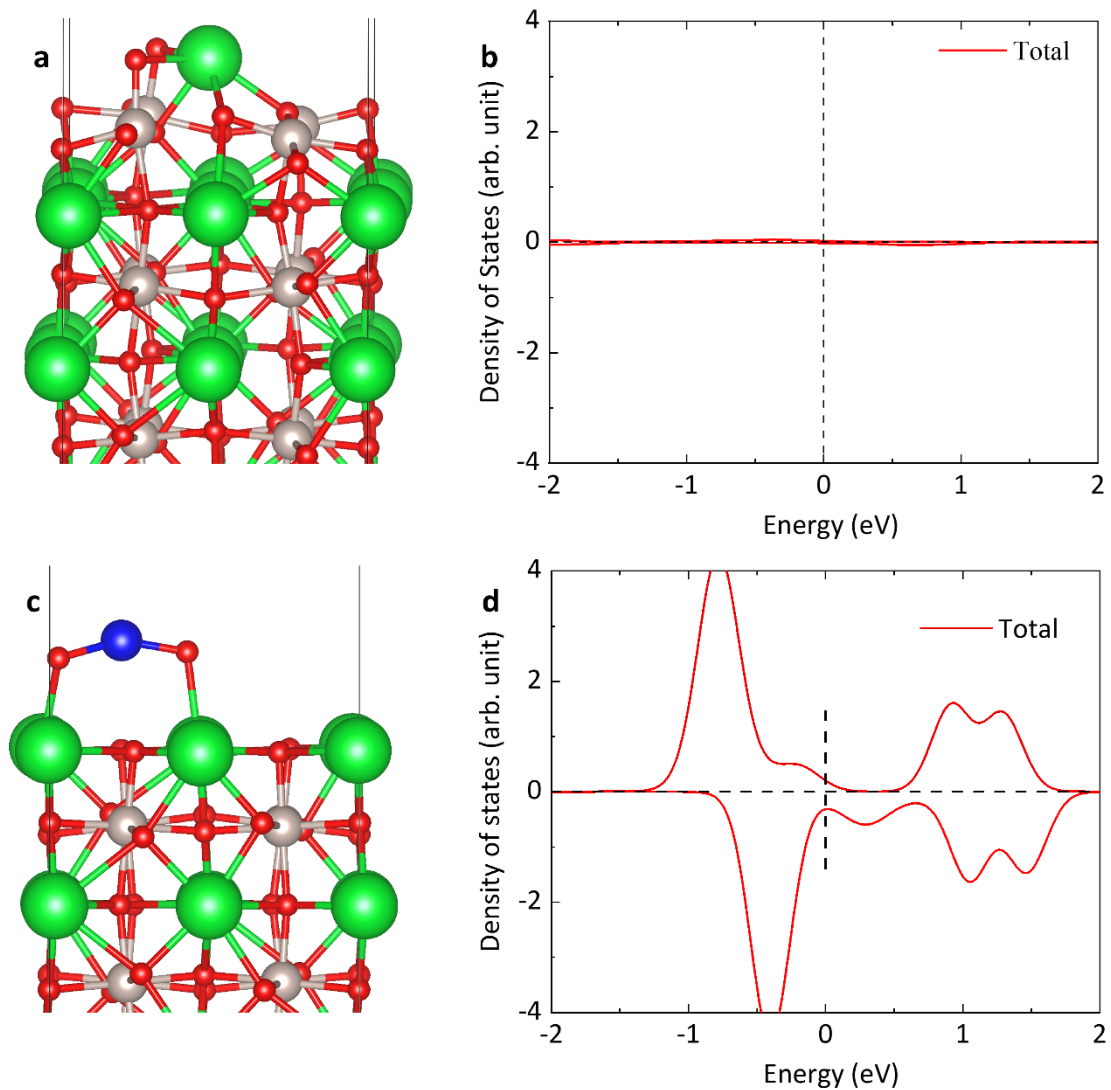 a
b
Total
Density of States (arb. unit)
4
2
0
-2
-4
-2
-1
0
1
2
Energy (eV)
c
d
Total
Density of states (arb. unit)
4
2
0
-2
-4
-2
-1
0
1
2
Energy (eV)